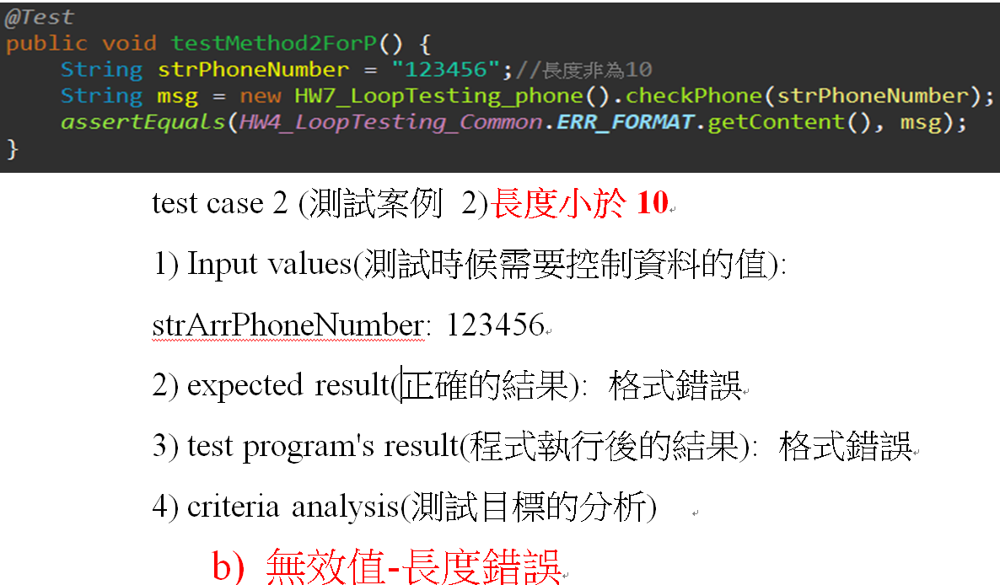 @Test
public void testMethod2ForP() {
String strPhoneNumber = "123456";//長度非為10
String msg = new HW7_LoopTesting_phone().checkPhone(strPhoneNumber);
assertEquals(HW4_LoopTesting_Common.ERR_FORMAT.getContent(), msg);
}
test case 2 (測試案例 2)長度小於 10
1) Input values(測試時候需要控制資料的值):
strArrPhoneNumber: 123456
2) expected result(正確的結果): 格式錯誤
3) test program's result(程式執行後的結果): 格式錯誤
4) criteria analysis(測試目標的分析)
b) 無效值-長度錯誤